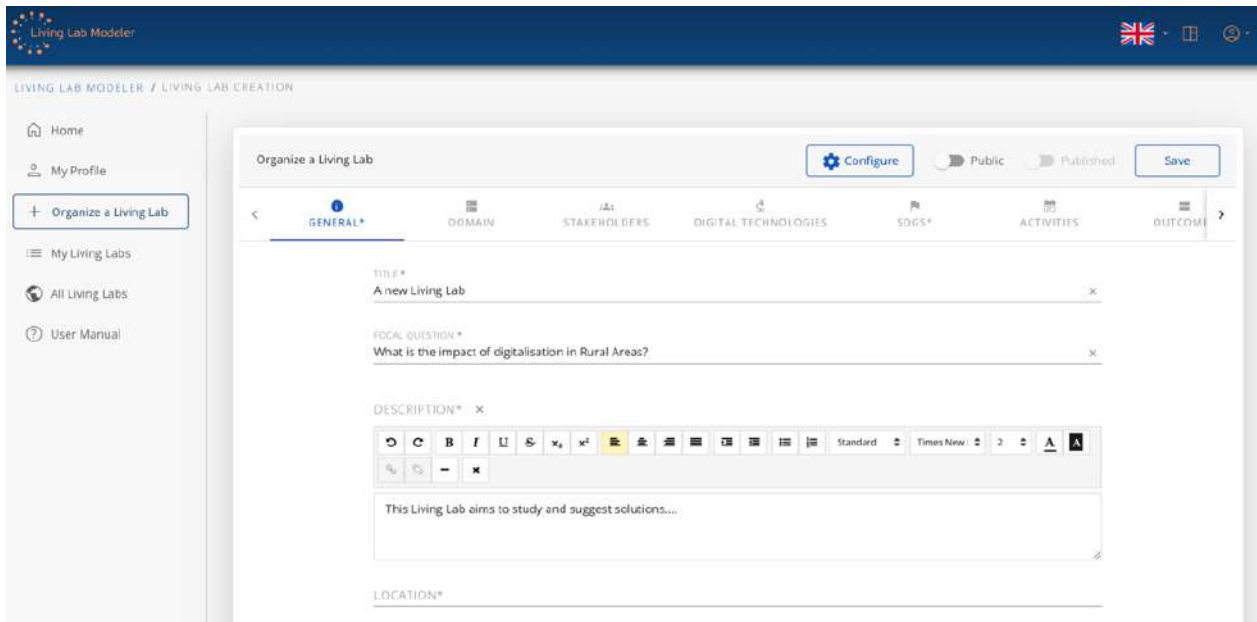 Living Lab Modeler
LIVING LAB MODELER / LIVING LAB CREATION
Home
My Profile
Organize a Living Lab
My Living Labs
All Living Labs
User Manual
Organize a Living Lab
Configure
Public
Published
Save
GENERAL*
DOMAIN
STAKEHOLDERS
DIGITAL TECHNOLOGIES
SDGS*
ACTIVITIES
OUTCOME
TITLE *
A new Living Lab
FOCAL QUESTION *
What is the impact of digitalisation in Rural Areas?
DESCRIPTION*
B I U S x₂ x² Standard Times New 2 A A
This Living Lab aims to study and suggest solutions....
LOCATION*